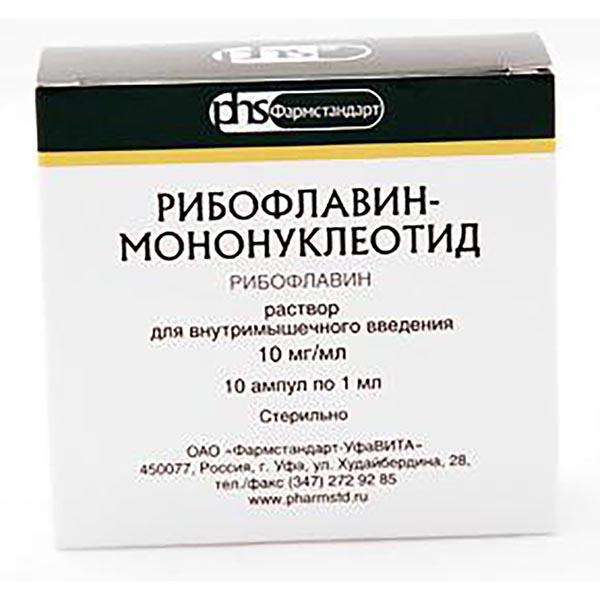 phs Фармстандарт
РИБОФЛАВИН-
МОНОНУКЛЕОТИД
РИБОФЛАВИН
раствор
для внутримышечного введения
10 мг/мл
10 ампул по 1 мл
Стерильно
ОАО «Фармстандарт-УфаВИТА»
450077, Россия, г. Уфа, ул. Худайбердина, 28,
тел./факс (347) 272 92 85
www.pharmstd.ru